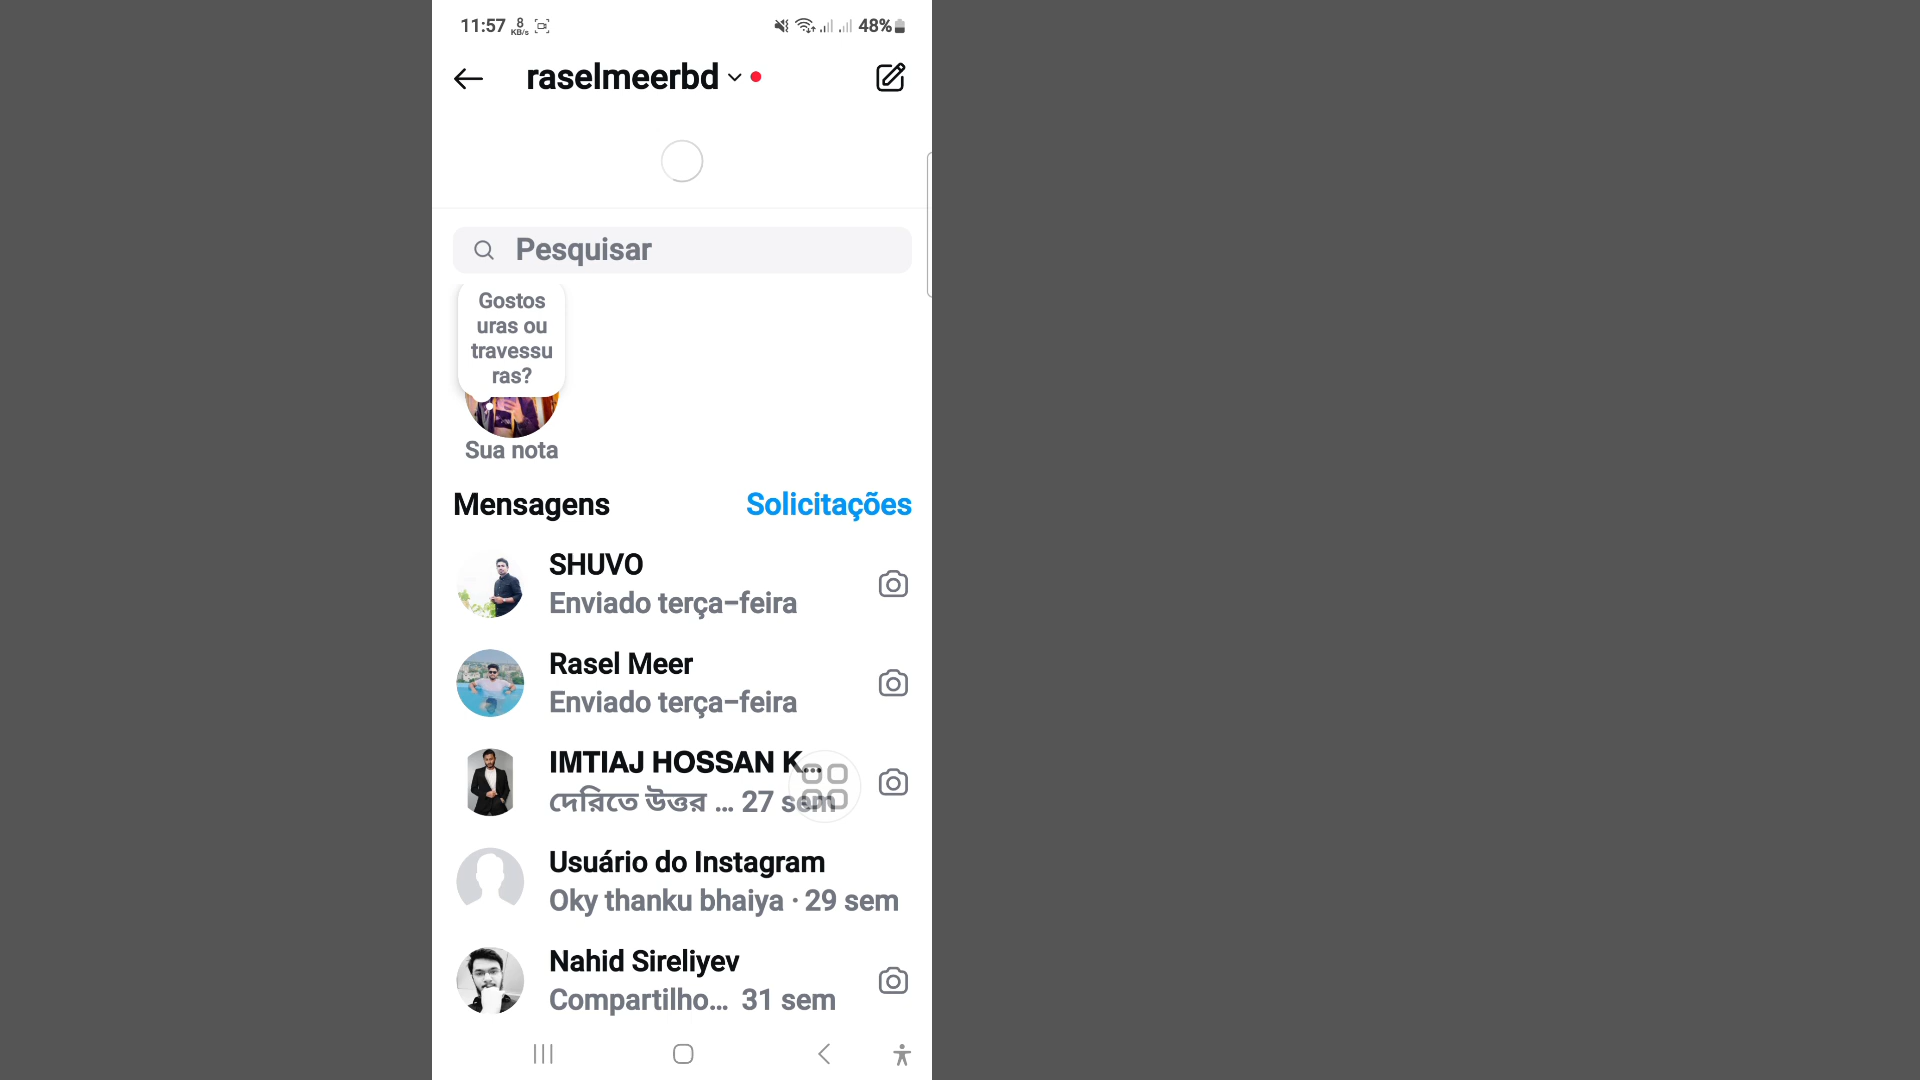 11:57 8 KB/s 48%
raselmeerbd
Pesquisar
Gostos
uras ou
travessu
ras?
Sua nota
Mensagens Solicitações
SHUVO
Enviado terça-feira
Rasel Meer
Enviado terça-feira
IMTIAJ HOSSAN K...
দেরিতে উত্তর ... 27 sem
Usuário do Instagram
Oky thanku bhaiya · 29 sem
Nahid Sireliyev
Compartilho... 31 sem